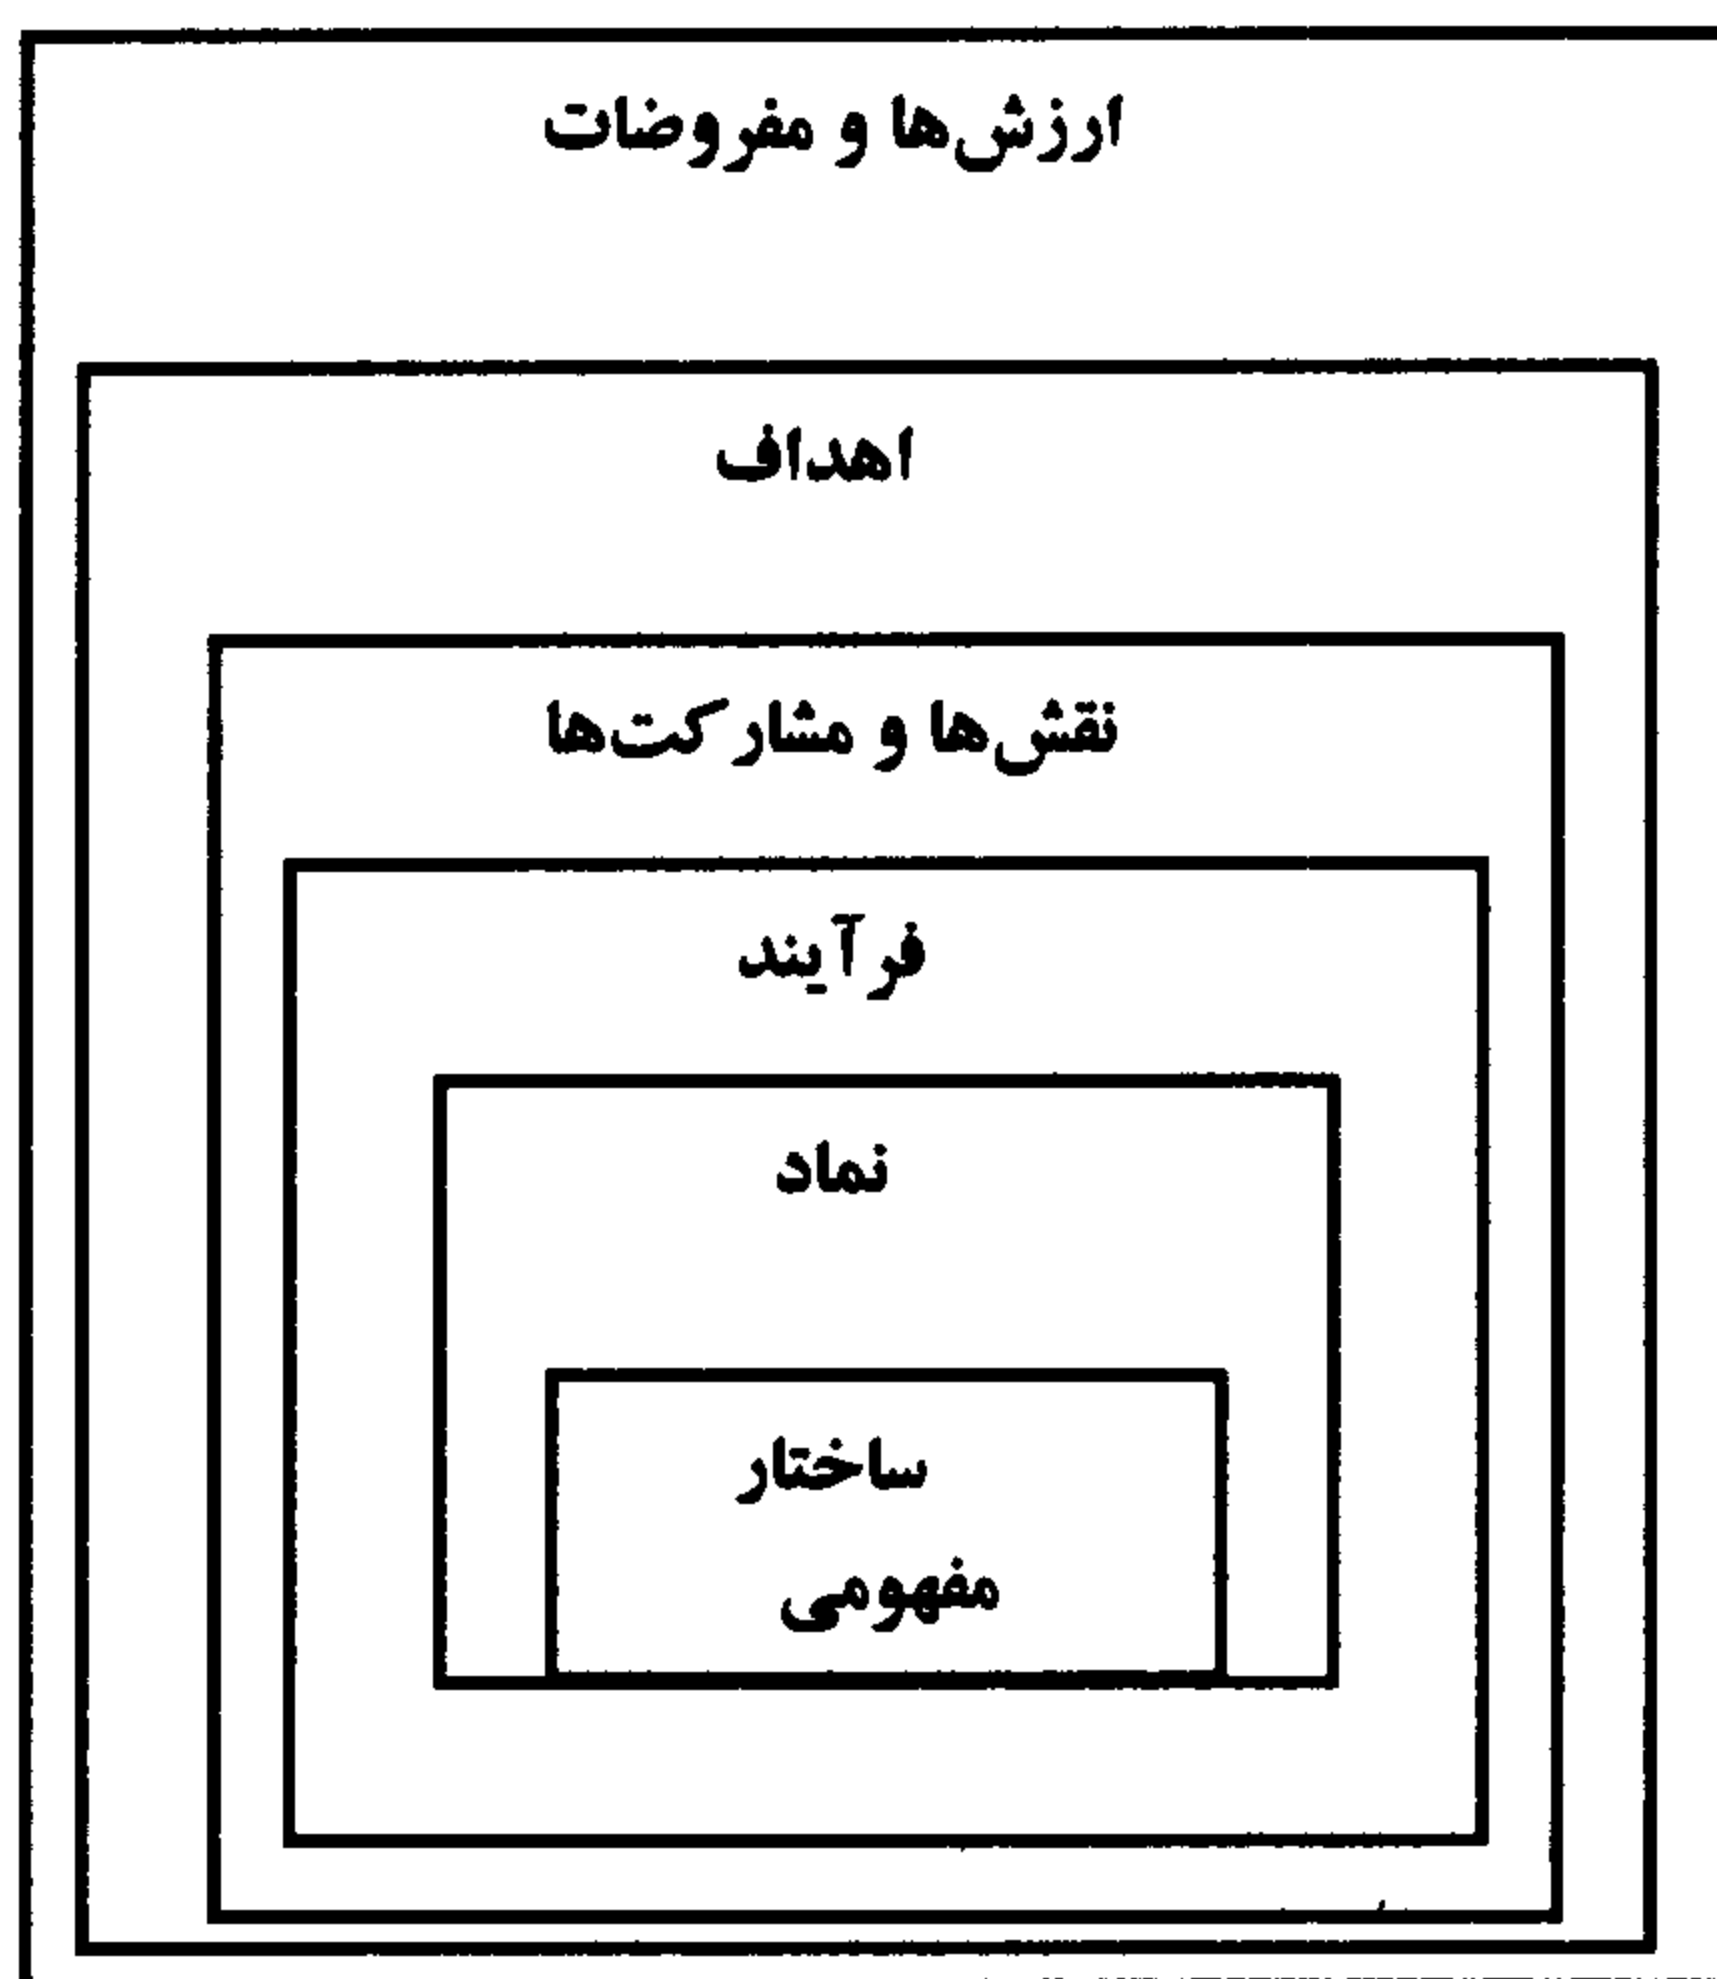 ارزش‌ها و مفروضات
اهداف
نقش‌ها و مشارکت‌ها
فرآیند
نماد
ساختار
مفهومی